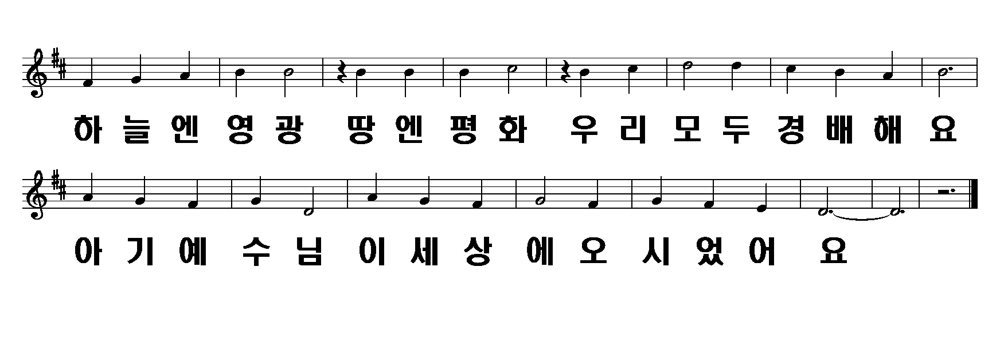 하늘엔 영광 땅엔 평화 우리 모두 경배해요
아기예 수님 이세상 에오 시었어 요